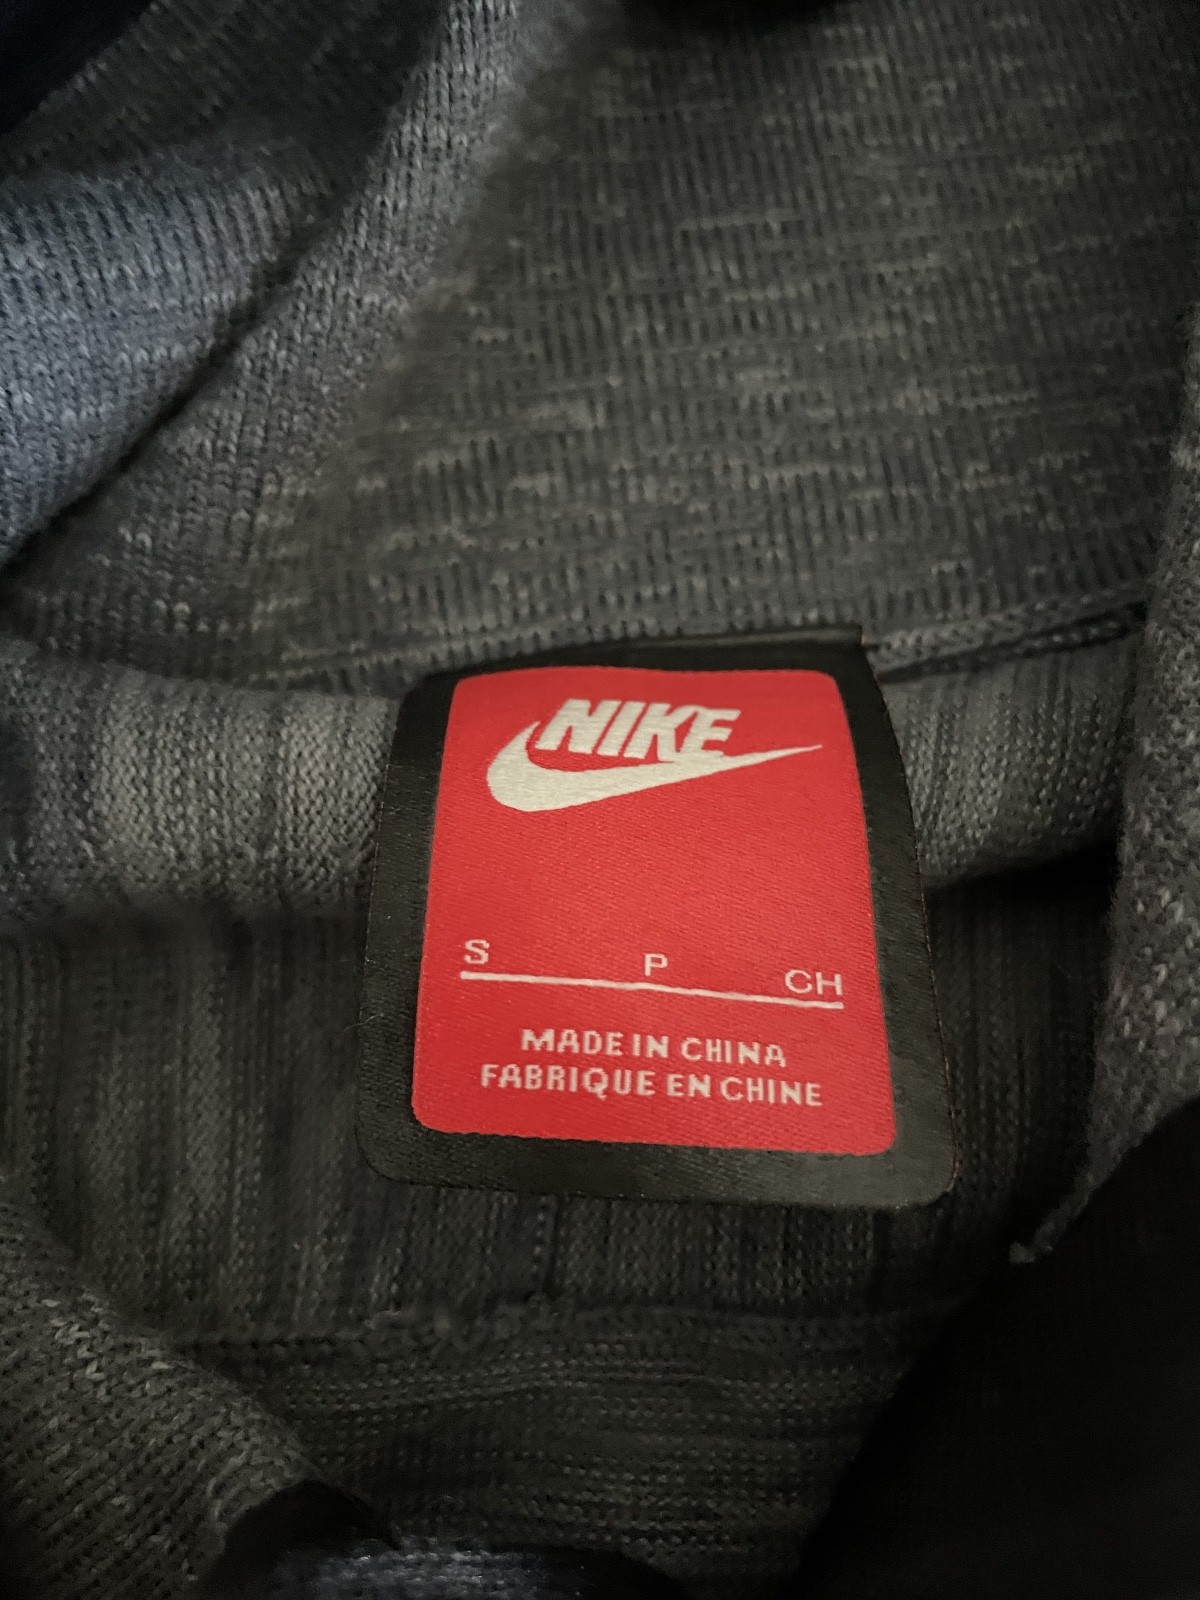 NIKE
S P CH
MADE IN CHINA
FABRIQUE EN CHINE